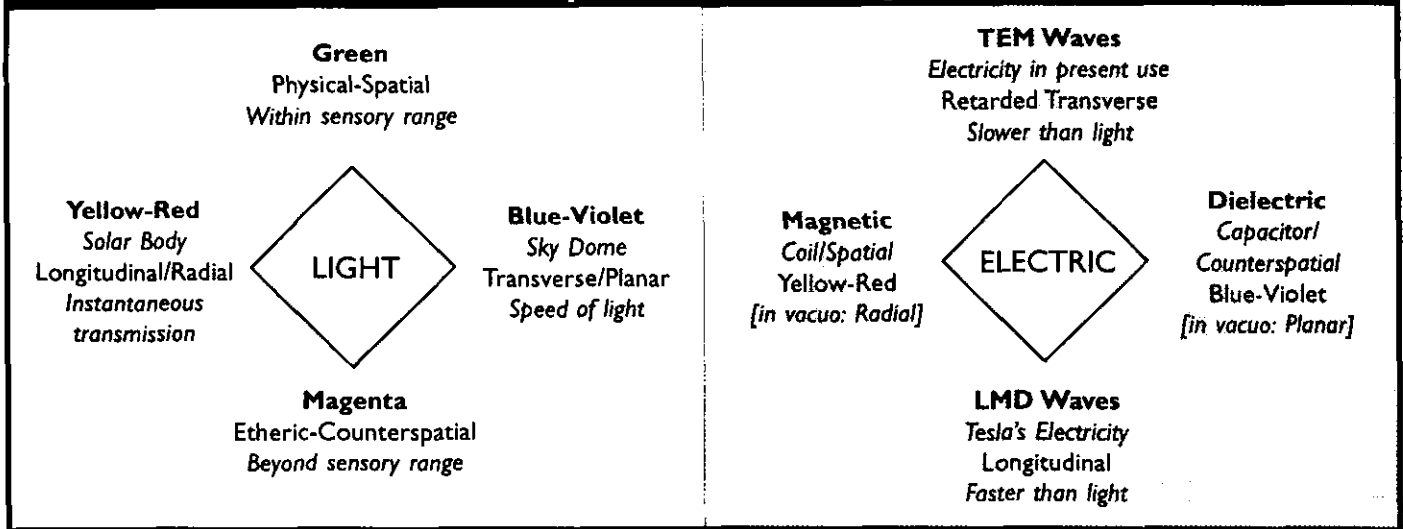 Green
Physical-Spatial
Within sensory range
Yellow-Red
Solar Body
Longitudinal/Radial
Instantaneous
transmission
LIGHT
Blue-Violet
Sky Dome
Transverse/Planar
Speed of light
Magenta
Etheric-Counterspatial
Beyond sensory range
TEM Waves
Electricity in present use
Retarded Transverse
Slower than light
Magnetic
Coil/Spatial
Yellow-Red
[in vacuo: Radial]
ELECTRIC
Dielectric
Capacitor/
Counterspatial
Blue-Violet
[in vacuo: Planar]
LMD Waves
Tesla's Electricity
Longitudinal
Faster than light